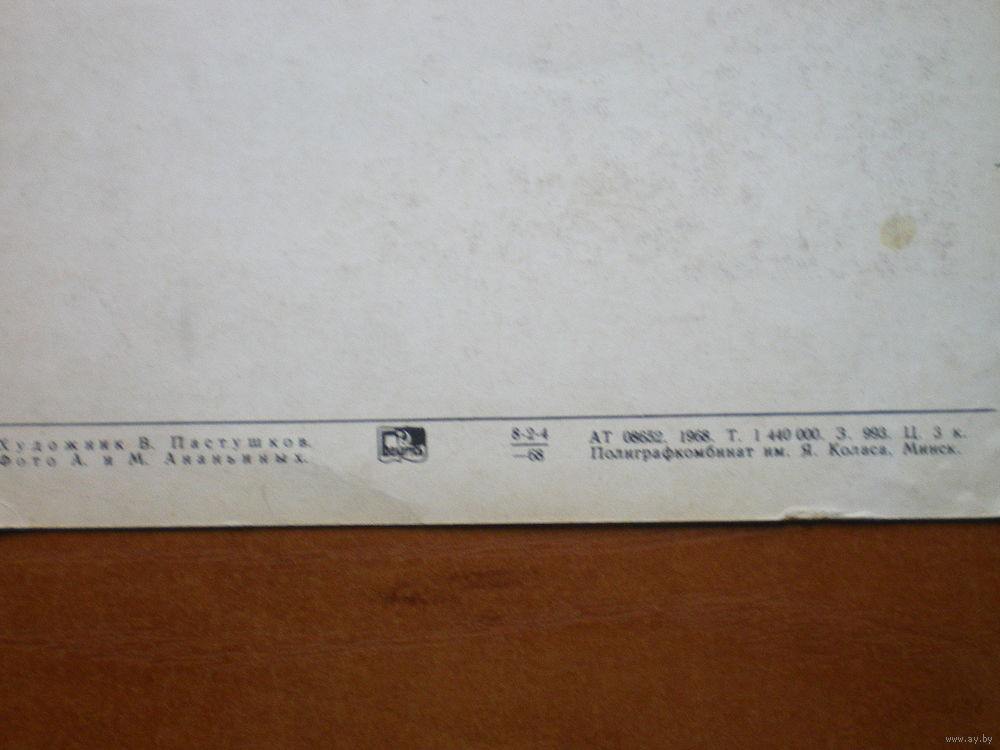 Художник В. Пастушков.
Фото А. и М. Ананьиных.
8-2-4
—68
АТ 08652. 1968. Т. 1 440 000. З. 993. Ц. 3 к.
Полиграфкомбинат им. Я. Коласа, Минск.
www.ay.by